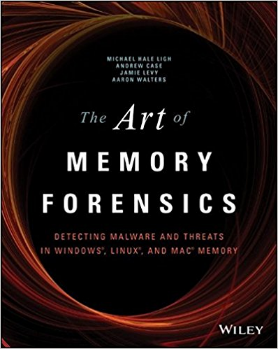 MICHAEL HALE LIGH
ANDREW CASE
JAMIE LEVY
AARON WALTERS
The Art of
MEMORY
FORENSICS
DETECTING MALWARE AND THREATS
IN WINDOWS®, LINUX®, AND MAC® MEMORY
WILEY